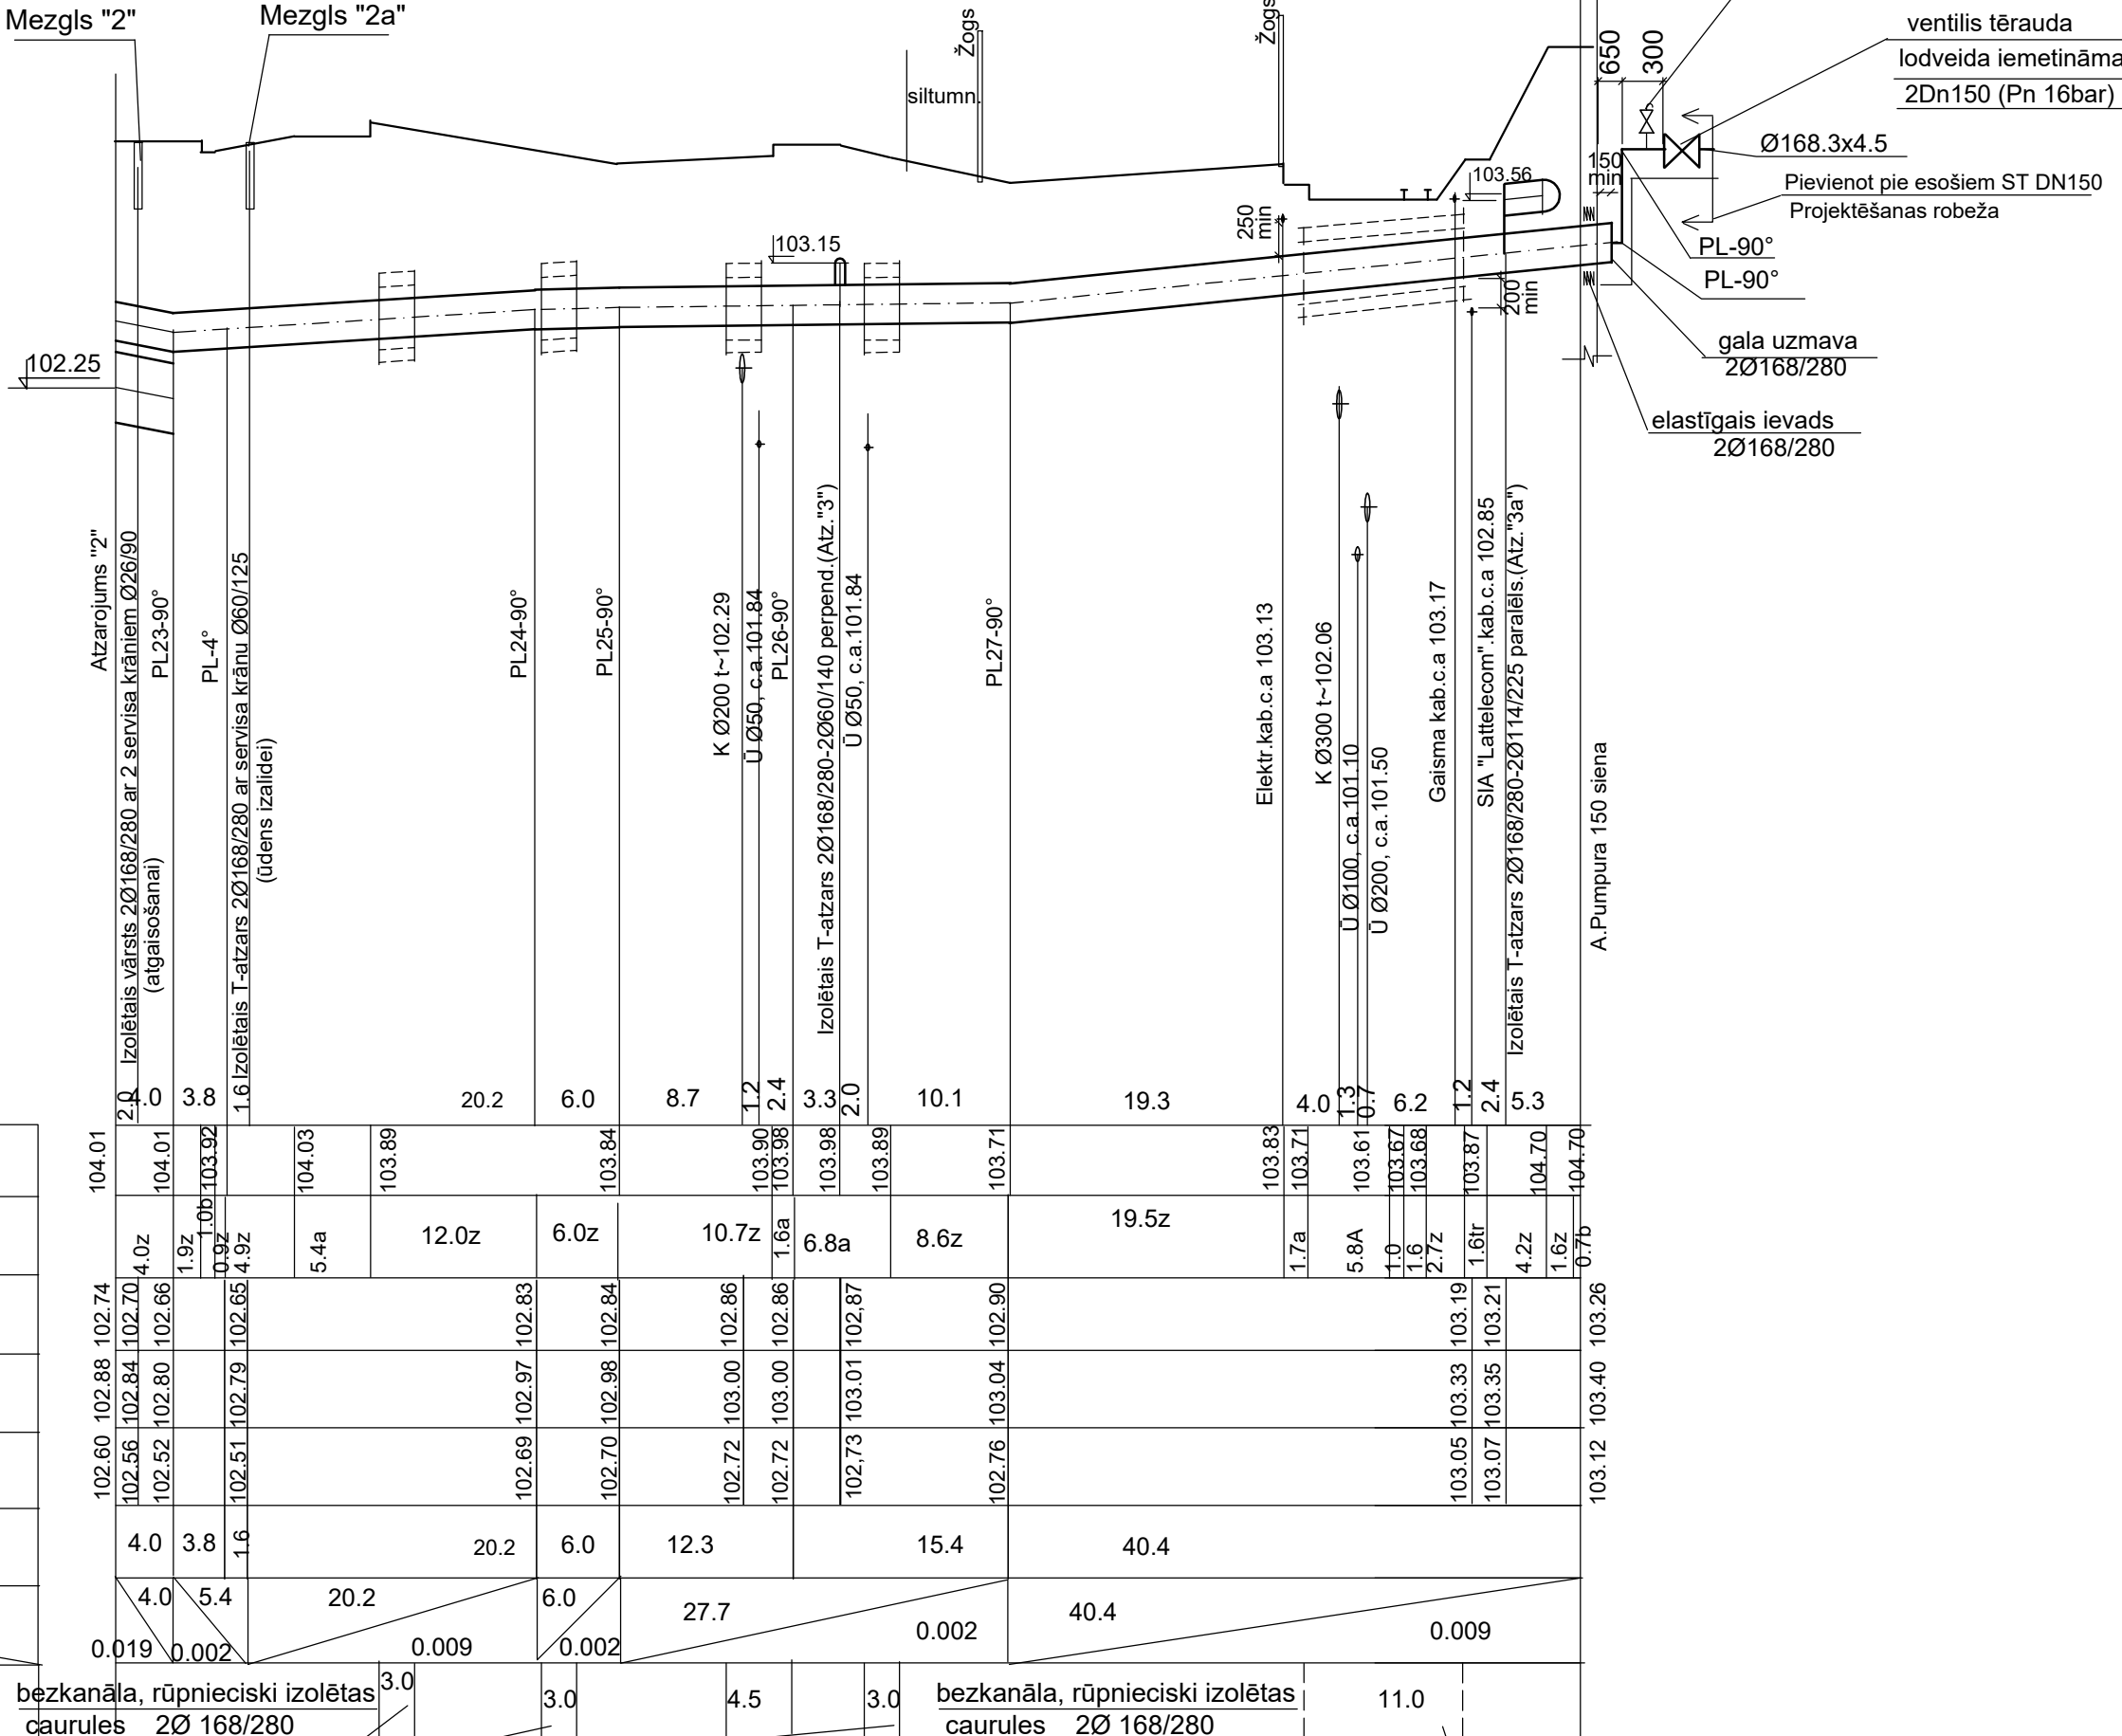 Mezgls "2"
Mezgls "2a"
Žogs
Žogs
siltumn.
650
300
ventilis tērauda
lodveida iemetināma
2Dn150 (Pn 16bar)
Ø168.3x4.5
150
min
Pievienot pie esošiem ST DN150
Projektēšanas robeža
PL-90°
PL-90°
gala uzmava
2Ø168/280
elastīgais ievads
2Ø168/280
103.56
250
min
200
min
103.15
102.25
Atzarojums "2"
Izolētais vārsts 2Ø168/280 ar 2 servisa krāniem Ø26/90
(atgaisošanai)
PL23-90°
PL-4°
Izolētais T-atzars 2Ø168/280 ar servisa krānu Ø60/125
(ūdens izalidei)
PL24-90°
PL25-90°
K Ø200 t~102.29
Ū Ø50, c.a.101.84
PL26-90°
Izolētais T-atzars 2Ø168/280-2Ø60/140 perpend.(Atz."3")
Ū Ø50, c.a.101.84
PL27-90°
Elektr.kab.c.a 103.13
K Ø300 t~102.06
Ū Ø100, c.a.101.10
Ū Ø200, c.a.101.50
Gaisma kab.c.a 103.17
SIA "Lattelecom".kab.c.a 102.85
Izolētais T-atzars 2Ø168/280-2Ø114/225 paralēls.(Atz."3a")
A.Pumpura 150 siena
2.0 4.0 3.8 1.6 20.2 6.0 8.7 1.2 2.4 3.3 2.0 10.1 19.3 4.0 1.3 0.7 6.2 1.2 2.4 5.3
104.01 104.01 103.92 104.03 103.89 103.84 103.90 103.98 103.98 103.89 103.71 103.83 103.71 103.61 103.67 103.68 103.87 104.70 104.70
4.0z 1.9z 1.0b 0.9z 4.9z 5.4a 12.0z 6.0z 10.7z 1.6a 6.8a 8.6z 19.5z 1.7a 5.8A 1.0 1.6 2.7z 1.6tr 4.2z 1.6z 0.7b
102.74 102.70 102.66 102.65 102.83 102.84 102.86 102.86 102,87 102.90 103.19 103.21 103.26
102.88 102.84 102.80 102.79 102.97 102.98 103.00 103.00 103.01 103.04 103.33 103.35 103.40
102.60 102.56 102.52 102.51 102.69 102.70 102.72 102.72 102,73 102.76 103.05 103.07 103.12
4.0 3.8 1.6 20.2 6.0 12.3 15.4 40.4
4.0 5.4 20.2 6.0 27.7 40.4
0.019 0.002 0.009 0.002 0.002 0.009
bezkanāla, rūpnieciski izolētas
caurules 2Ø 168/280
3.0
3.0
4.5
3.0
bezkanāla, rūpnieciski izolētas
caurules 2Ø 168/280
11.0